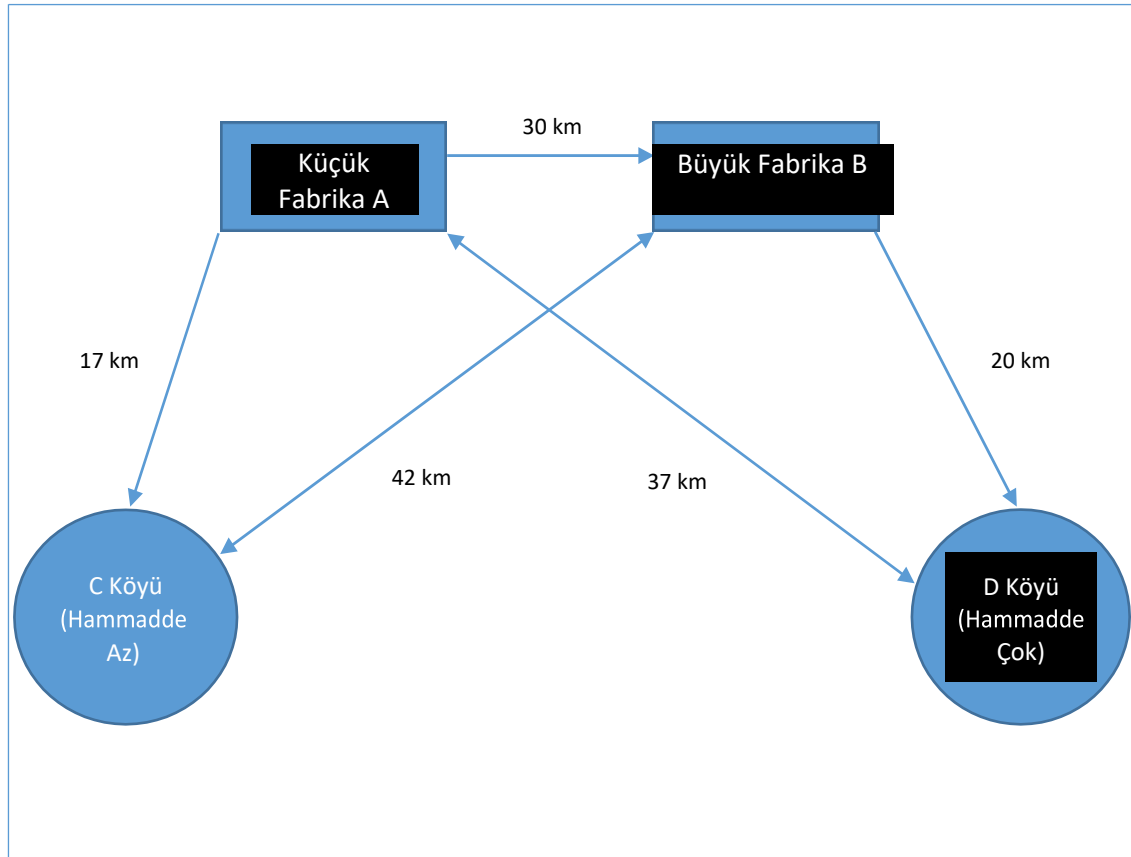 30 km
Küçük
Fabrika A
Büyük Fabrika B
17 km
20 km
42 km
37 km
C Köyü
(Hammadde
Az)
D Köyü
(Hammadde
Çok)